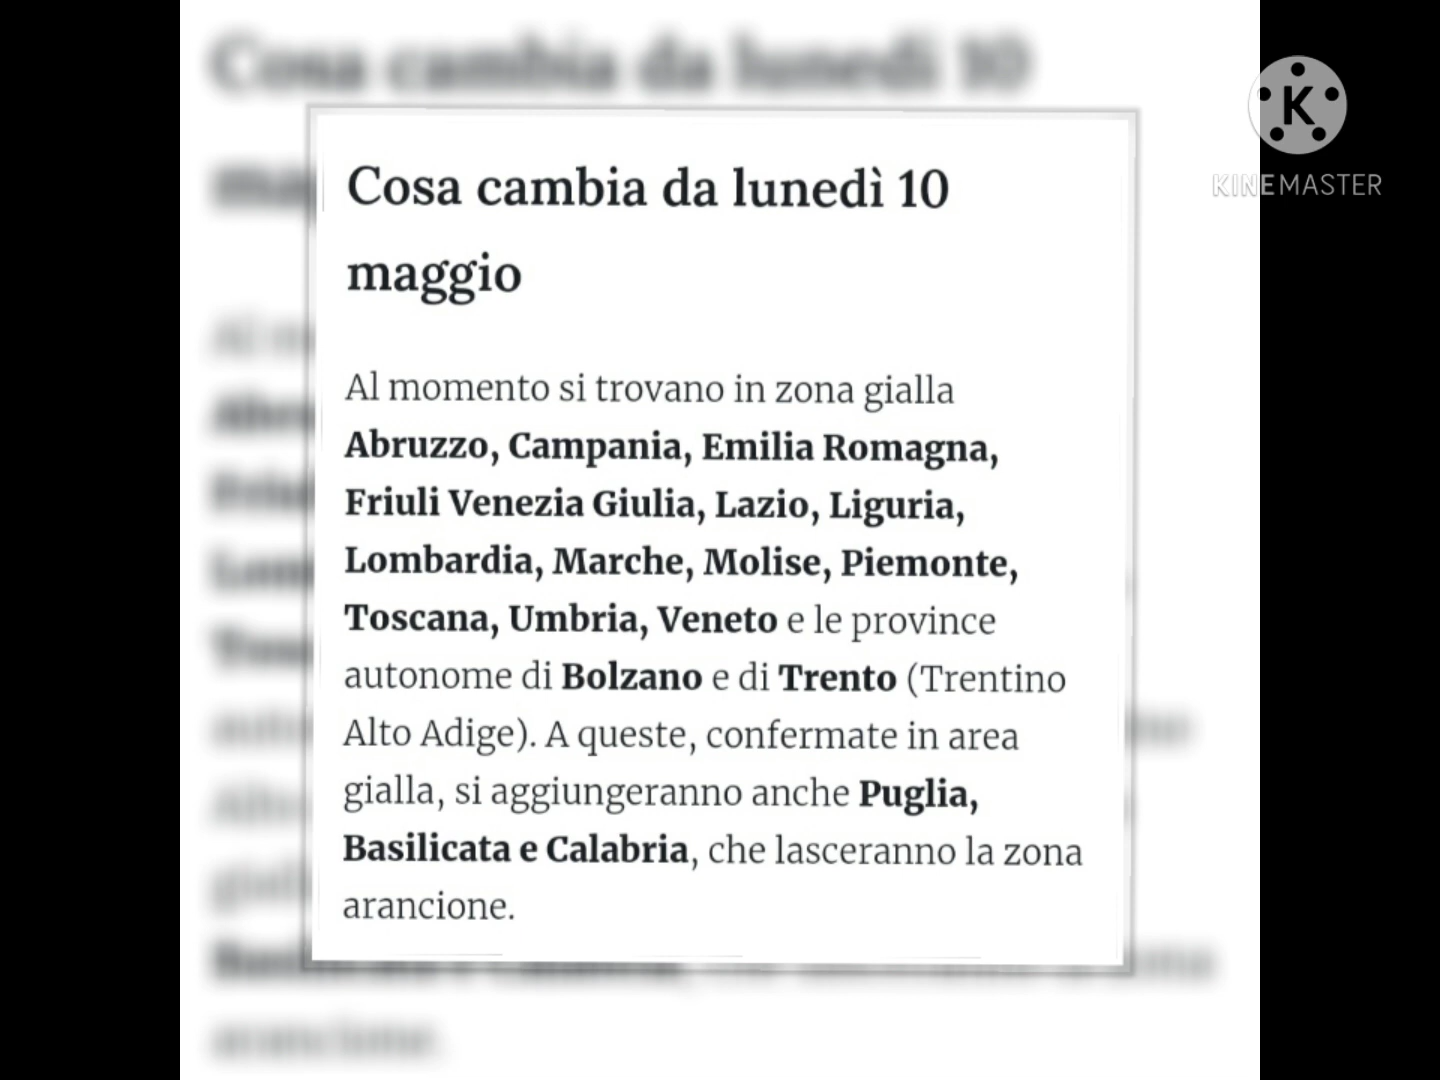 Cosa cambia da lunedì 10
maggio
Al momento si trovano in zona gialla
Abruzzo, Campania, Emilia Romagna,
Friuli Venezia Giulia, Lazio, Liguria,
Lombardia, Marche, Molise, Piemonte,
Toscana, Umbria, Veneto e le province
autonome di Bolzano e di Trento (Trentino
Alto Adige). A queste, confermate in area
gialla, si aggiungeranno anche Puglia,
Basilicata e Calabria, che lasceranno la zona
arancione.
K
KINEMASTER